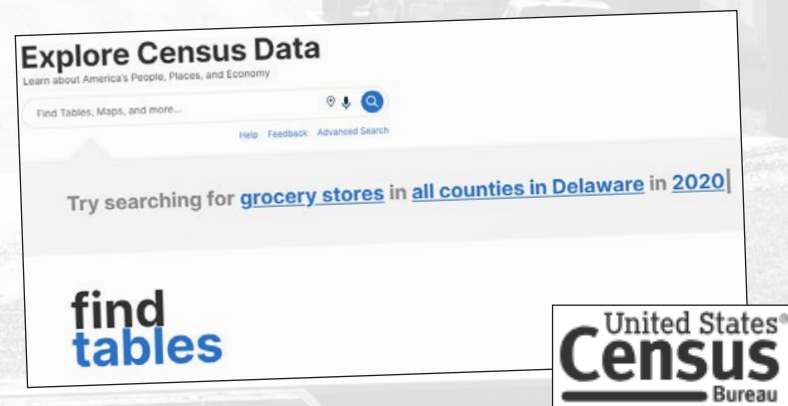 Explore Census Data
Learn about America's People, Places, and Economy
Find Tables, Maps, and more...
Help Feedback Advanced Search
Try searching for grocery stores in all counties in Delaware in 2020
find
tables
United States®
Census
Bureau